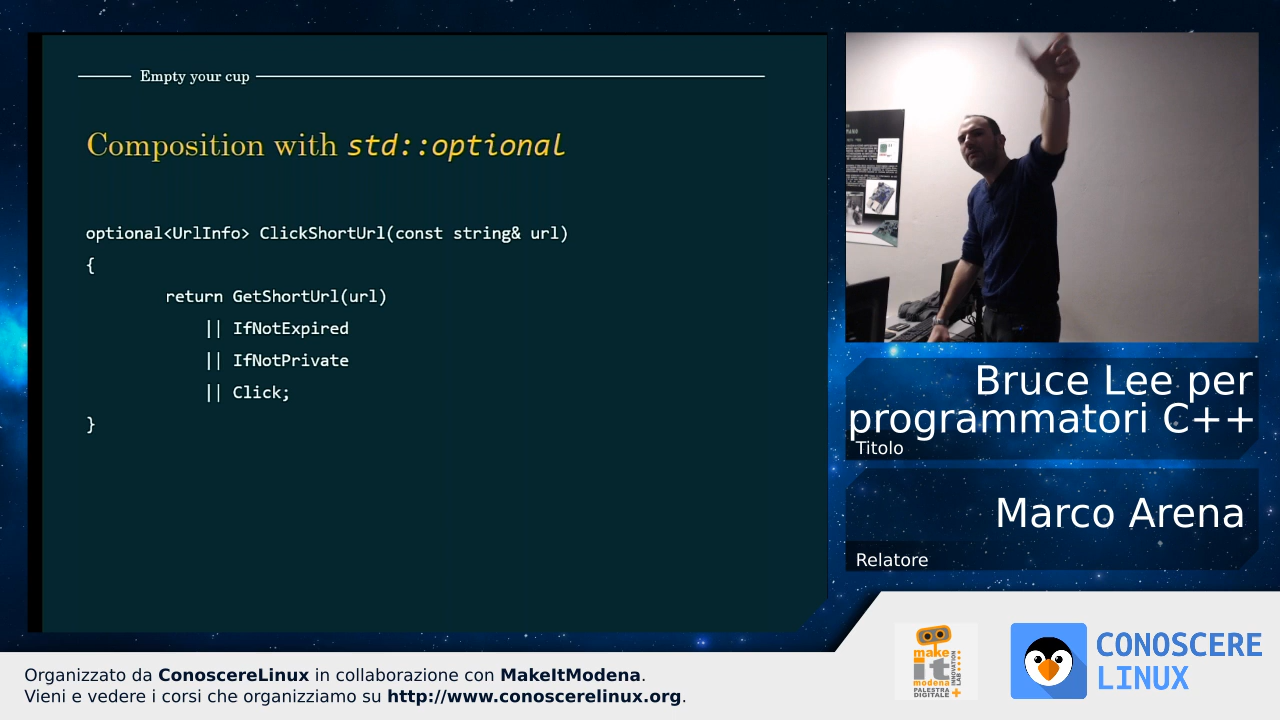 Empty your cup
Composition with std::optional
optional<UrlInfo> ClickShortUrl(const string& url)
{
return GetShortUrl(url)
|| IfNotExpired
|| IfNotPrivate
|| Click;
}
Bruce Lee per
programmatori C++
Titolo
Marco Arena
Relatore
make
it
modena
PALESTRA
DIGITALE
INNOVATION
LAB
CONOSCERE
LINUX
Organizzato da ConoscereLinux in collaborazione con MakeItModena.
Vieni e vedere i corsi che organizziamo su http://www.conoscerelinux.org.